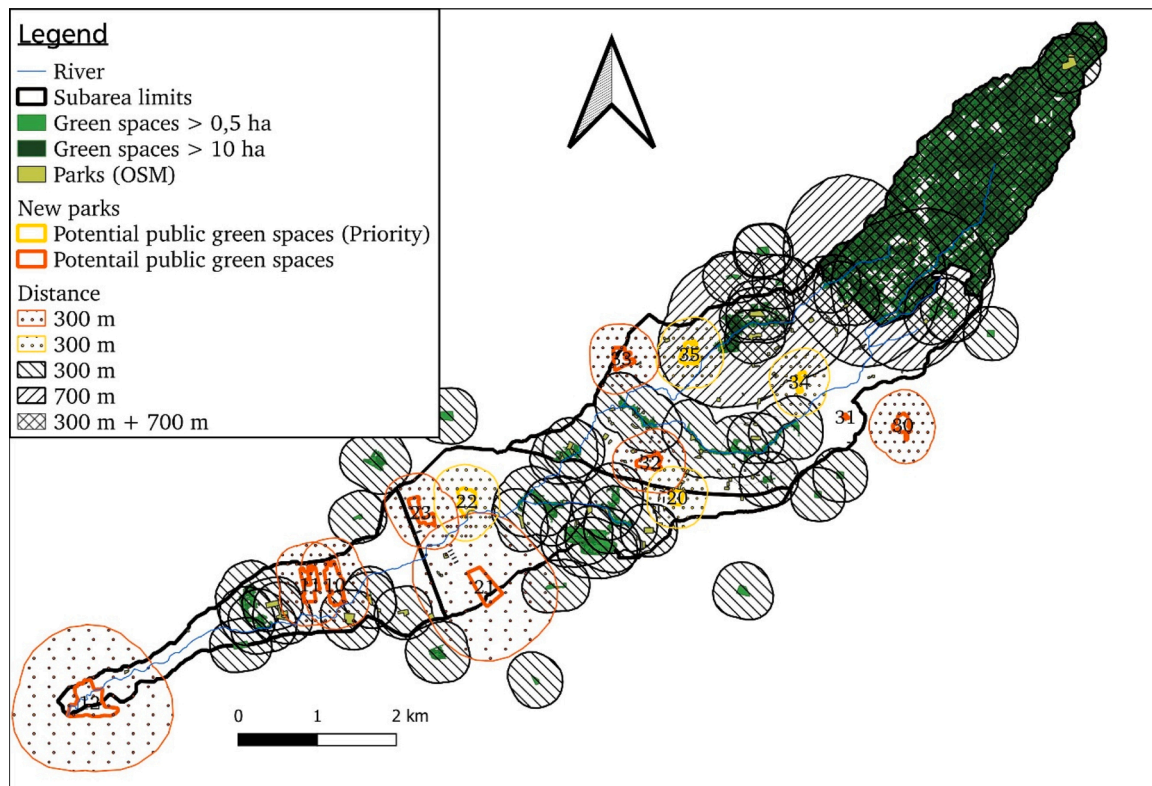 Legend
River
Subarea limits
Green spaces > 0,5 ha
Green spaces > 10 ha
Parks (OSM)
New parks
Potential public green spaces (Priority)
Potentail public green spaces
Distance
300 m
300 m
300 m
700 m
300 m + 700 m
33
35
34
31
30
32
20
22
23
21
11
10
12
0 1 2 km